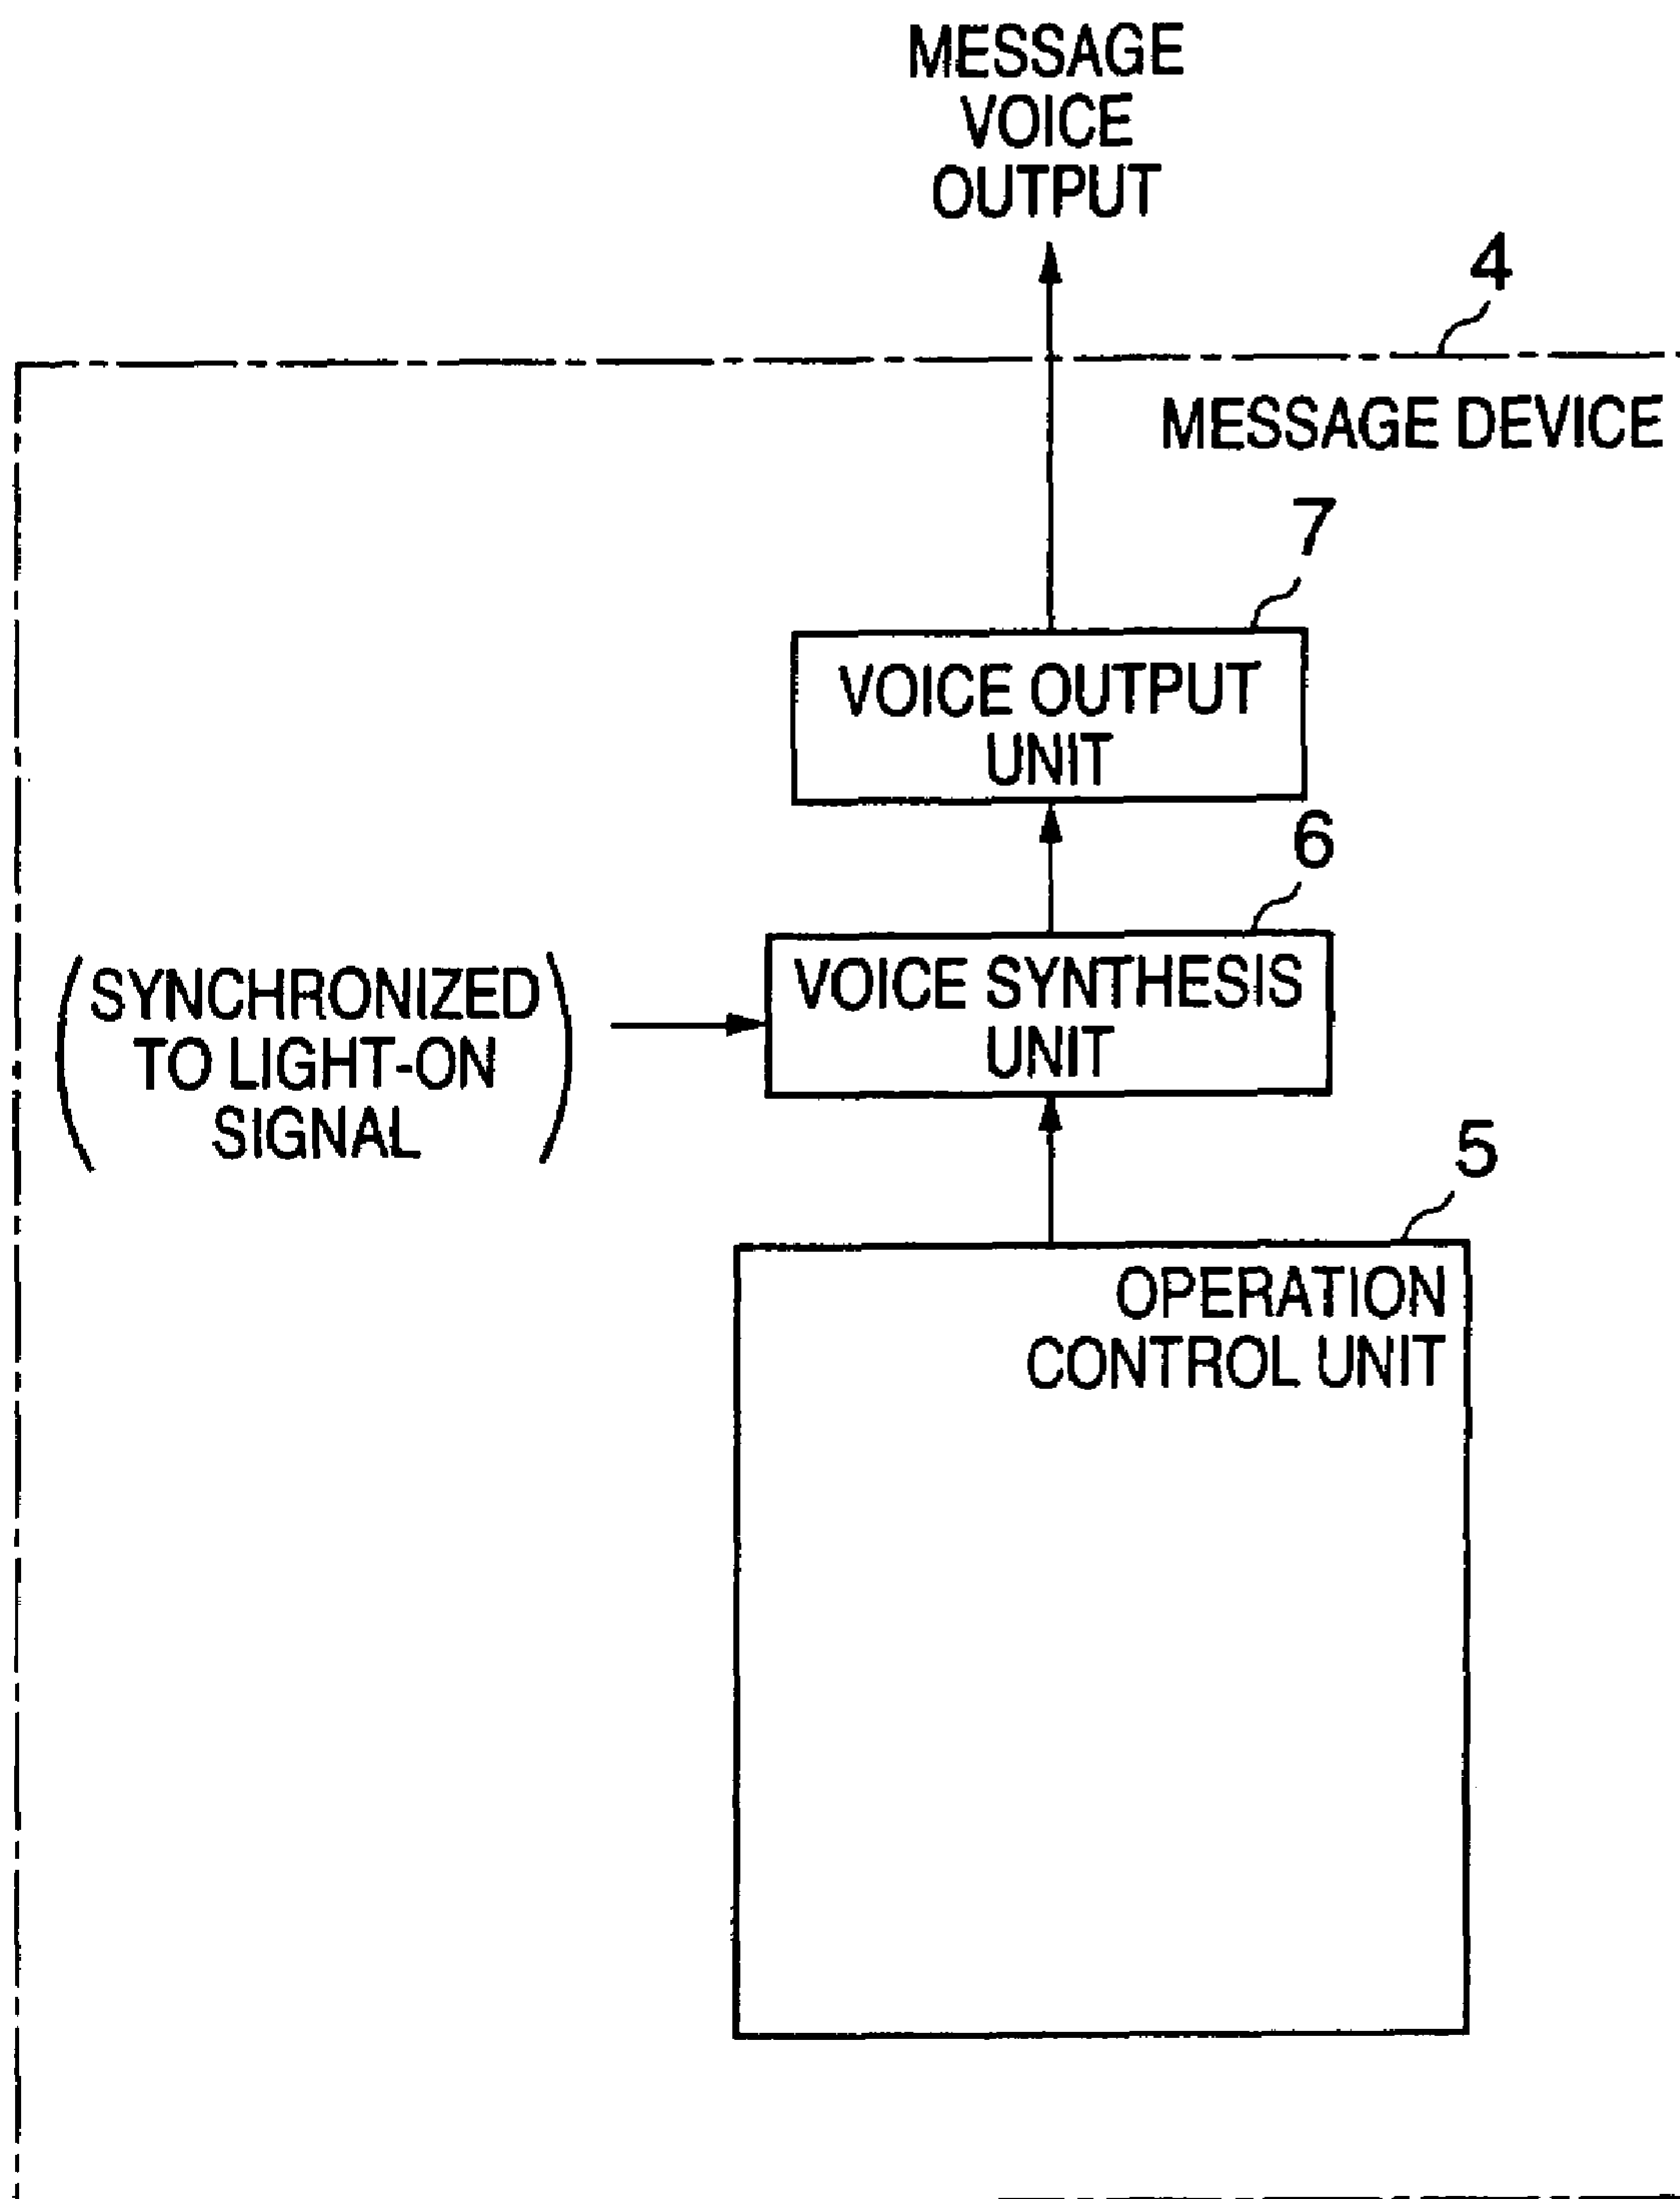 MESSAGE
VOICE
OUTPUT
4
MESSAGE DEVICE
7
VOICE OUTPUT
UNIT
6
VOICE SYNTHESIS
UNIT
(SYNCHRONIZED
TO LIGHT-ON
SIGNAL)
5
OPERATION
CONTROL UNIT